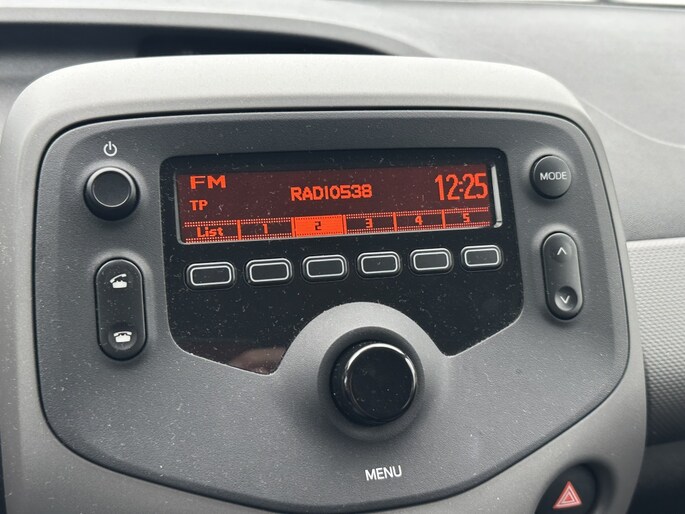 FM
RADIO538
12:25
TP
List 1 2 3 4 5
MODE
MENU